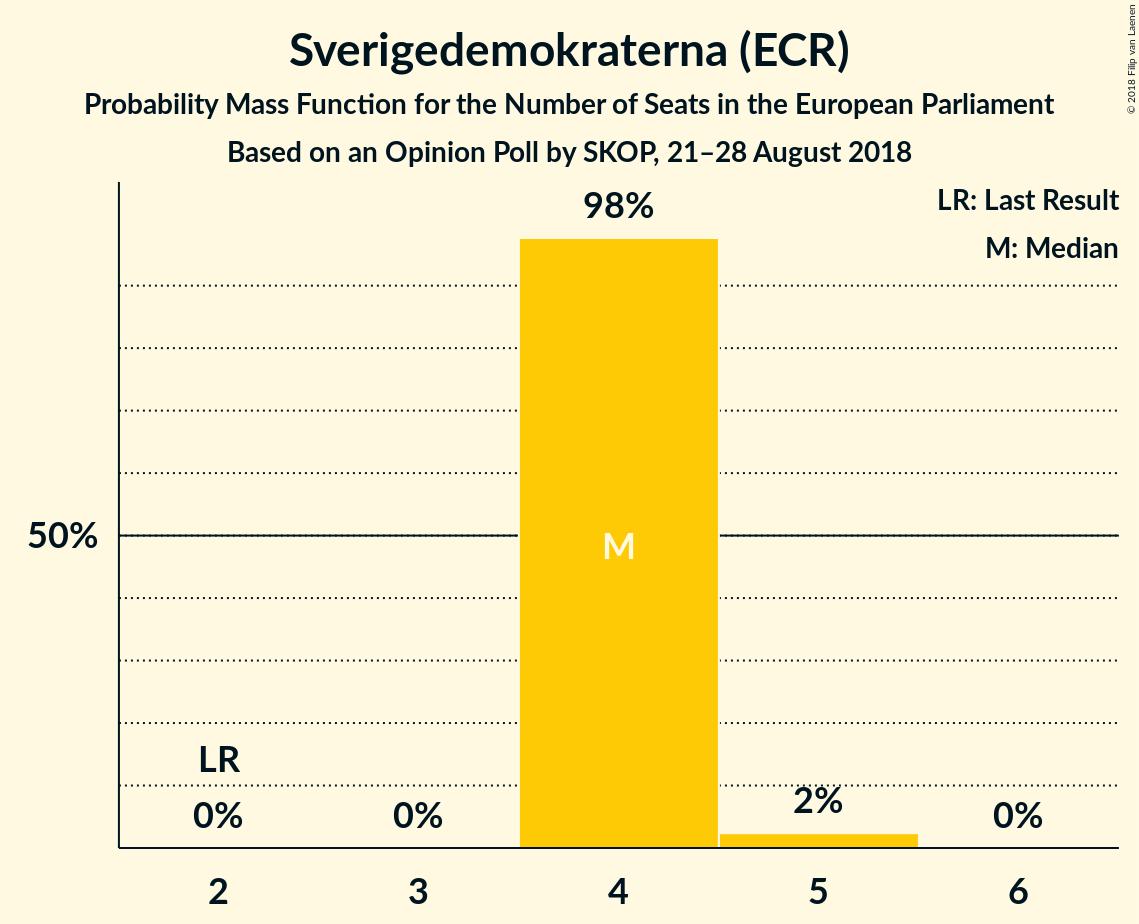 Sverigedemokraterna (ECR)
Probability Mass Function for the Number of Seats in the European Parliament
Based on an Opinion Poll by SKOP, 21–28 August 2018
© 2018 Filip van Laenen
LR: Last Result
M: Median
98%
50%
M
LR
0%
0%
2%
0%
2
3
4
5
6